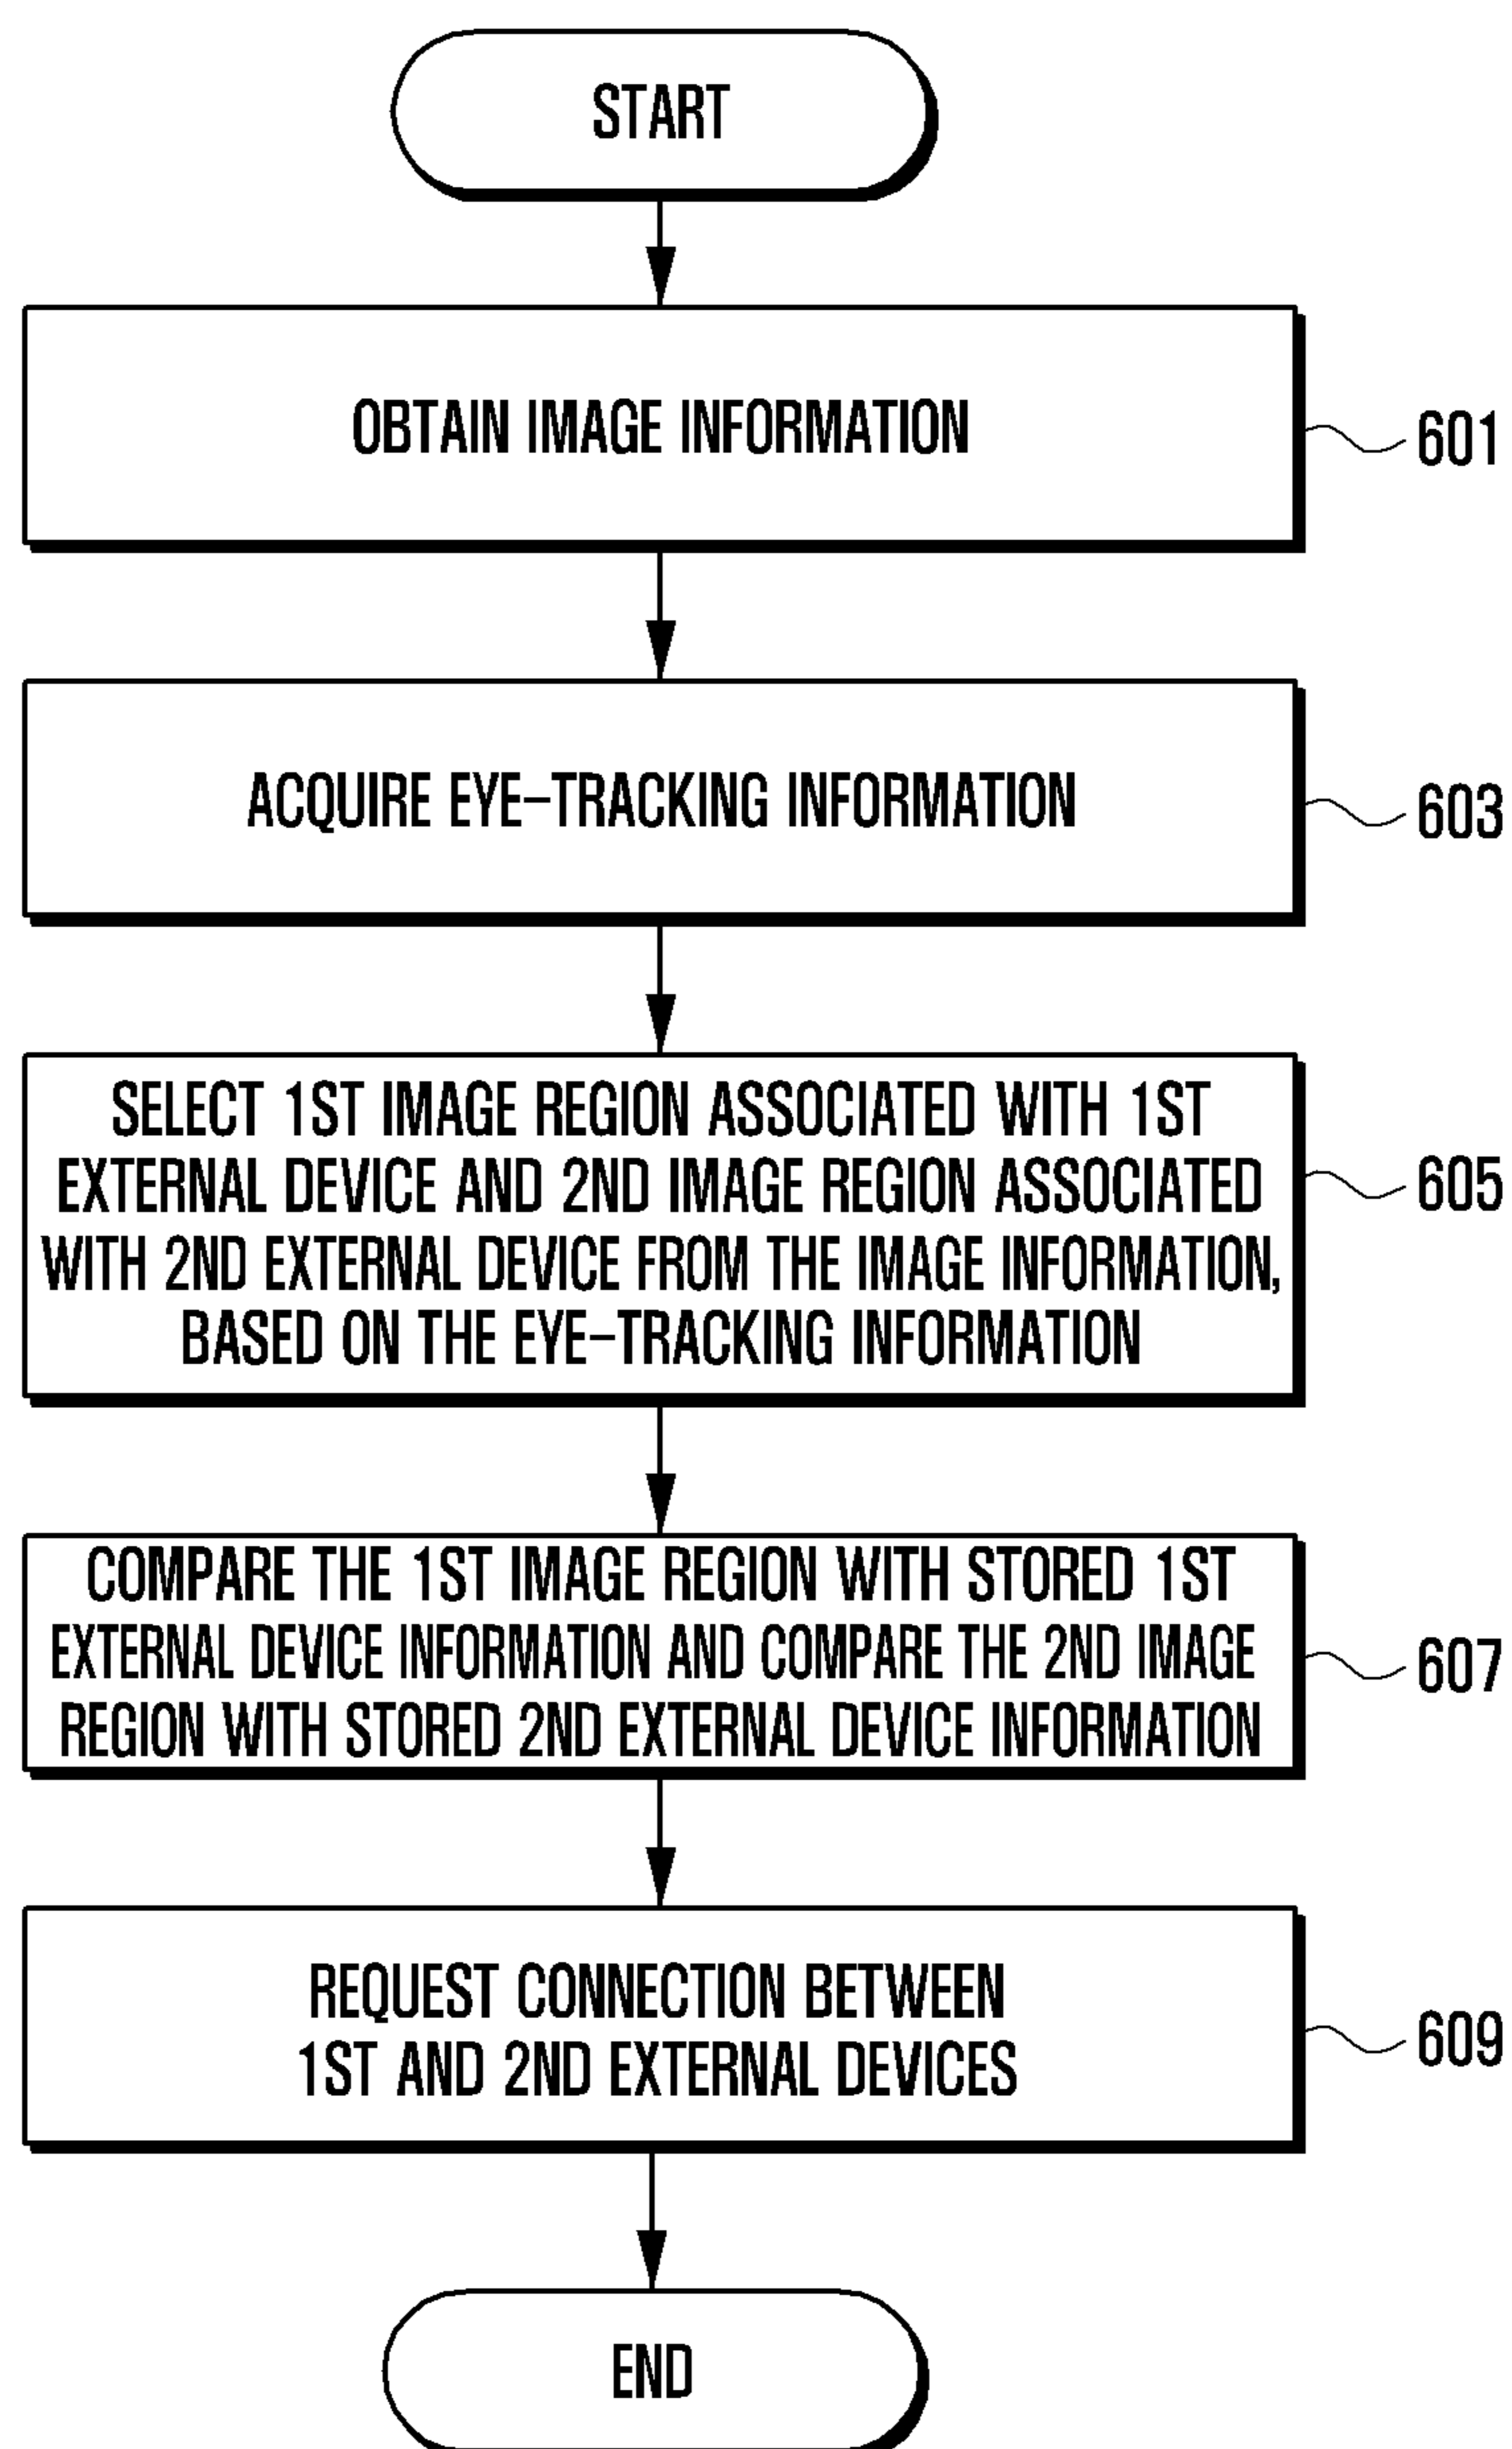 START
OBTAIN IMAGE INFORMATION
601
ACQUIRE EYE-TRACKING INFORMATION
603
SELECT 1ST IMAGE REGION ASSOCIATED WITH 1ST
EXTERNAL DEVICE AND 2ND IMAGE REGION ASSOCIATED
WITH 2ND EXTERNAL DEVICE FROM THE IMAGE INFORMATION,
BASED ON THE EYE-TRACKING INFORMATION
605
COMPARE THE 1ST IMAGE REGION WITH STORED 1ST
EXTERNAL DEVICE INFORMATION AND COMPARE THE 2ND IMAGE
REGION WITH STORED 2ND EXTERNAL DEVICE INFORMATION
607
REQUEST CONNECTION BETWEEN
1ST AND 2ND EXTERNAL DEVICES
609
END